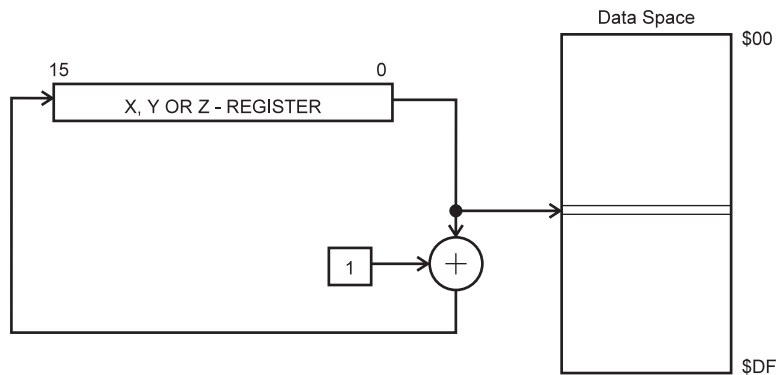 Data Space
$00
15
0
X, Y OR Z - REGISTER
1
+
$DF